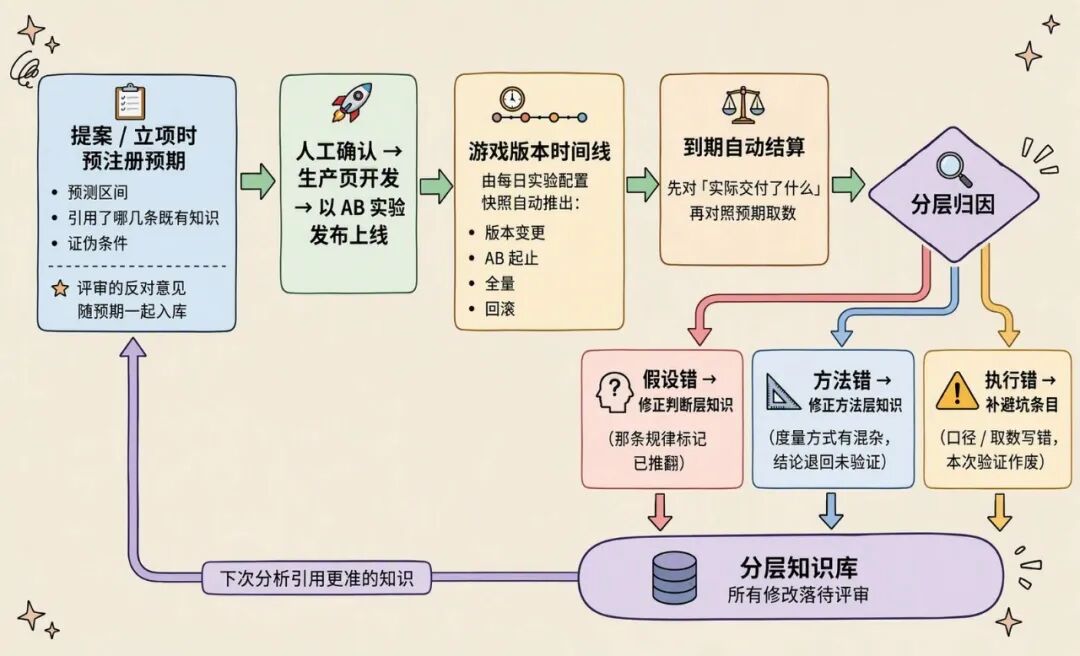 提案 / 立项时
预注册预期
• 预测区间
• 引用了哪几条既有知识
• 证伪条件
评审的反对意见
随预期一起入库
人工确认 →
生产页开发
→ 以 AB 实验
发布上线
游戏版本时间线
由每日实验配置
快照自动推出：
• 版本变更
• AB 起止
• 全量
• 回滚
到期自动结算
先对「实际交付了什么」
再对照预期取数
分层归因
假设错 →
修正判断层知识
（那条规律标记
已推翻）
方法错 →
修正方法层知识
（度量方式有混杂，
结论退回未验证）
执行错 →
补避坑条目
（口径 / 取数写错，
本次验证作废）
分层知识库
所有修改落待评审
下次分析引用更准的知识